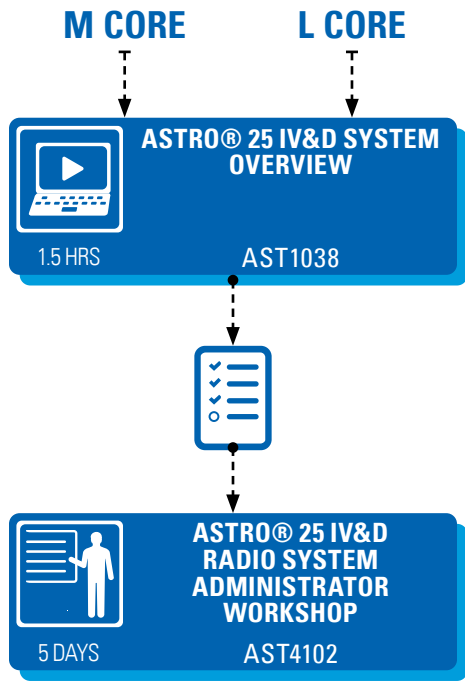 M CORE
L CORE
ASTRO® 25 IV&D SYSTEM
OVERVIEW
1.5 HRS
AST1038
ASTRO® 25 IV&D
RADIO SYSTEM
ADMINISTRATOR
WORKSHOP
5 DAYS
AST4102